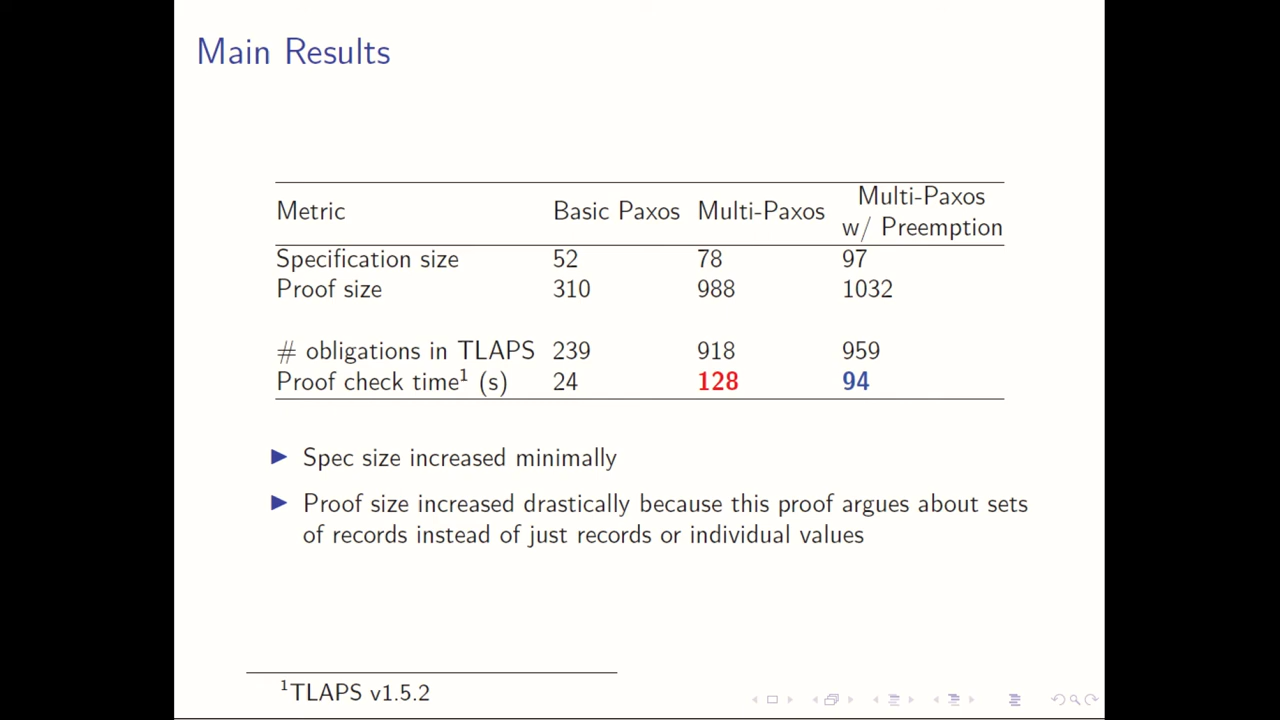 Main Results
Metric Basic Paxos Multi-Paxos Multi-Paxos
w/ Preemption
Specification size 52 78 97
Proof size 310 988 1032
# obligations in TLAPS 239 918 959
Proof check time¹ (s) 24 128 94
▶ Spec size increased minimally
▶ Proof size increased drastically because this proof argues about sets
of records instead of just records or individual values
¹TLAPS v1.5.2